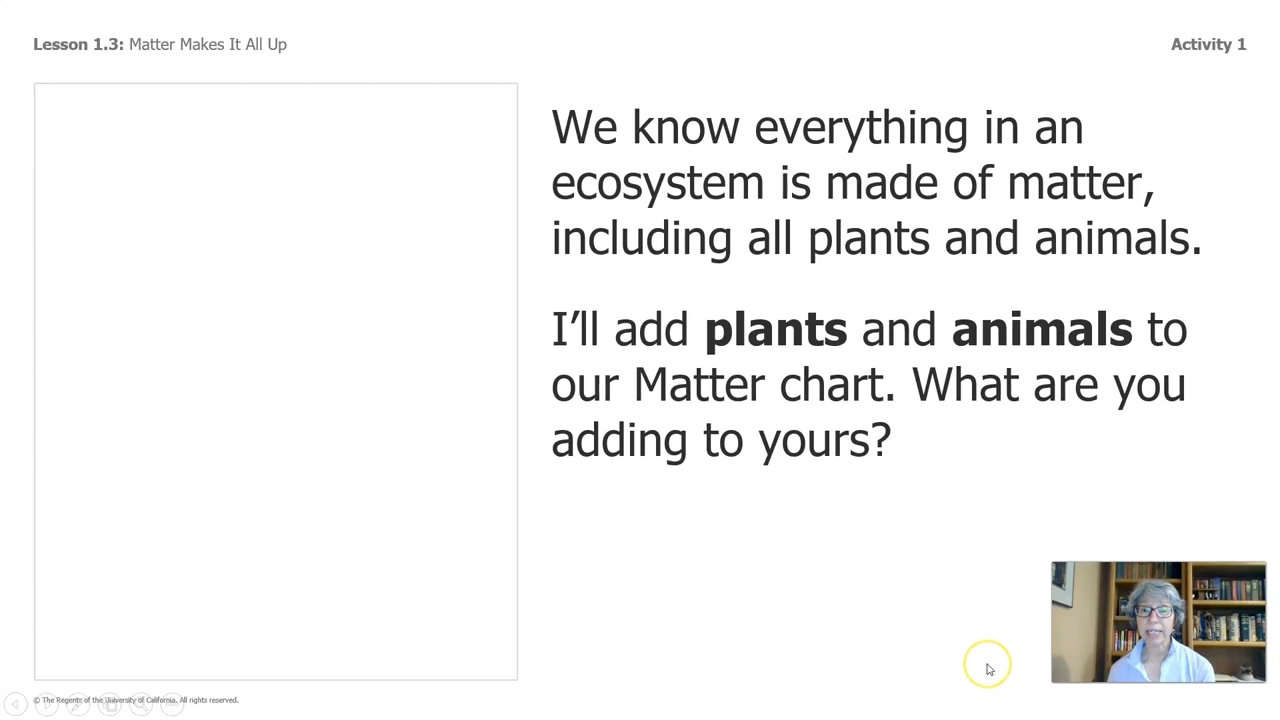 Lesson 1.3: Matter Makes It All Up
Activity 1
We know everything in an
ecosystem is made of matter,
including all plants and animals.
I’ll add plants and animals to
our Matter chart. What are you
adding to yours?
© The Regents of the University of California. All rights reserved.